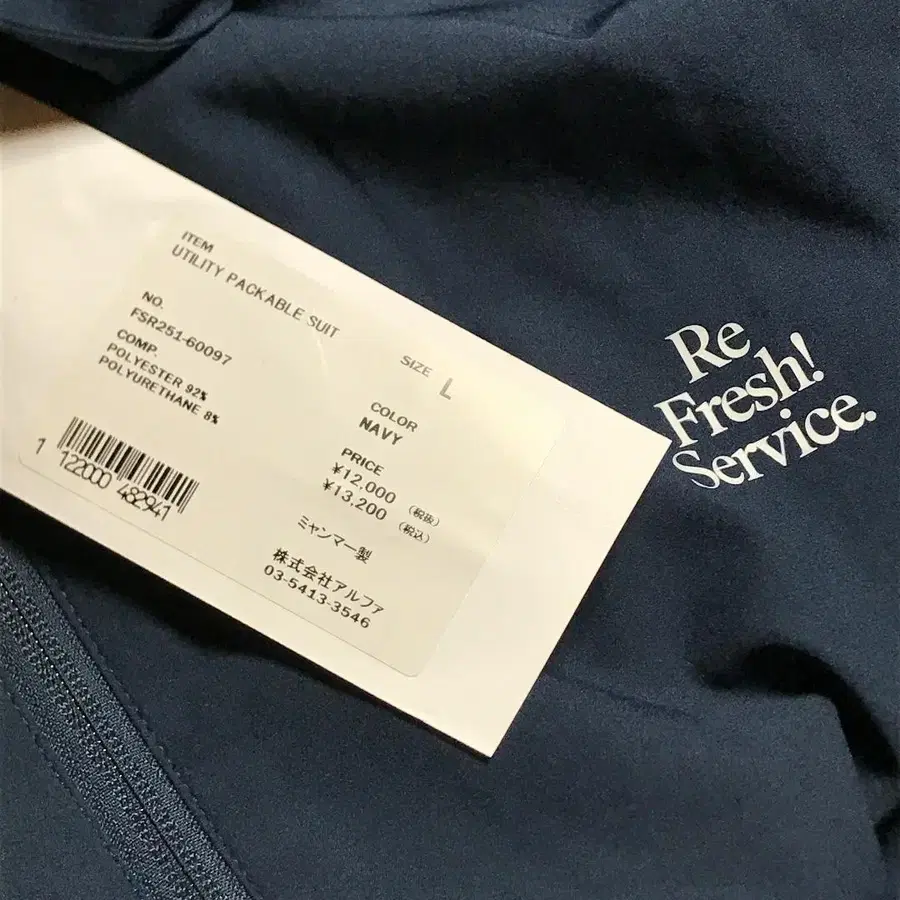 ITEM
UTILITY PACKABLE SUIT
NO.
FSR251-60097
COMP.
POLYESTER 92%
POLYURETHANE 8%
1 122000 482941
SIZE L
COLOR
NAVY
PRICE
¥12,000 (税抜)
¥13,200 (税込)
ミャンマー製
株式会社アルファ
03-5413-3546
Re
Fresh!
Service.